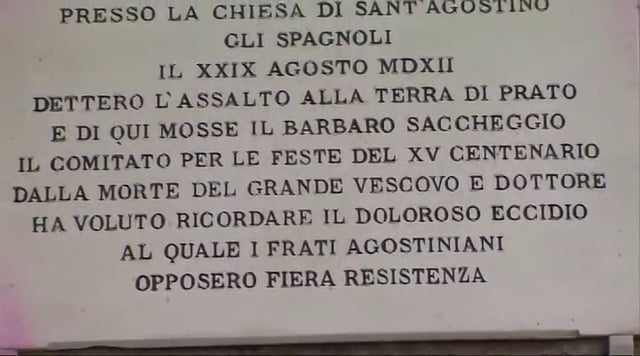 PRESSO LA CHIESA DI SANT'AGOSTINO
GLI SPAGNOLI
IL XXIX AGOSTO MDXII
DETTERO L'ASSALTO ALLA TERRA DI PRATO
E DI QUI MOSSE IL BARBARO SACCHEGGIO
IL COMITATO PER LE FESTE DEL XV CENTENARIO
DALLA MORTE DEL GRANDE VESCOVO E DOTTORE
HA VOLUTO RICORDARE IL DOLOROSO ECCIDIO
AL QUALE I FRATI AGOSTINIANI
OPPOSERO FIERA RESISTENZA